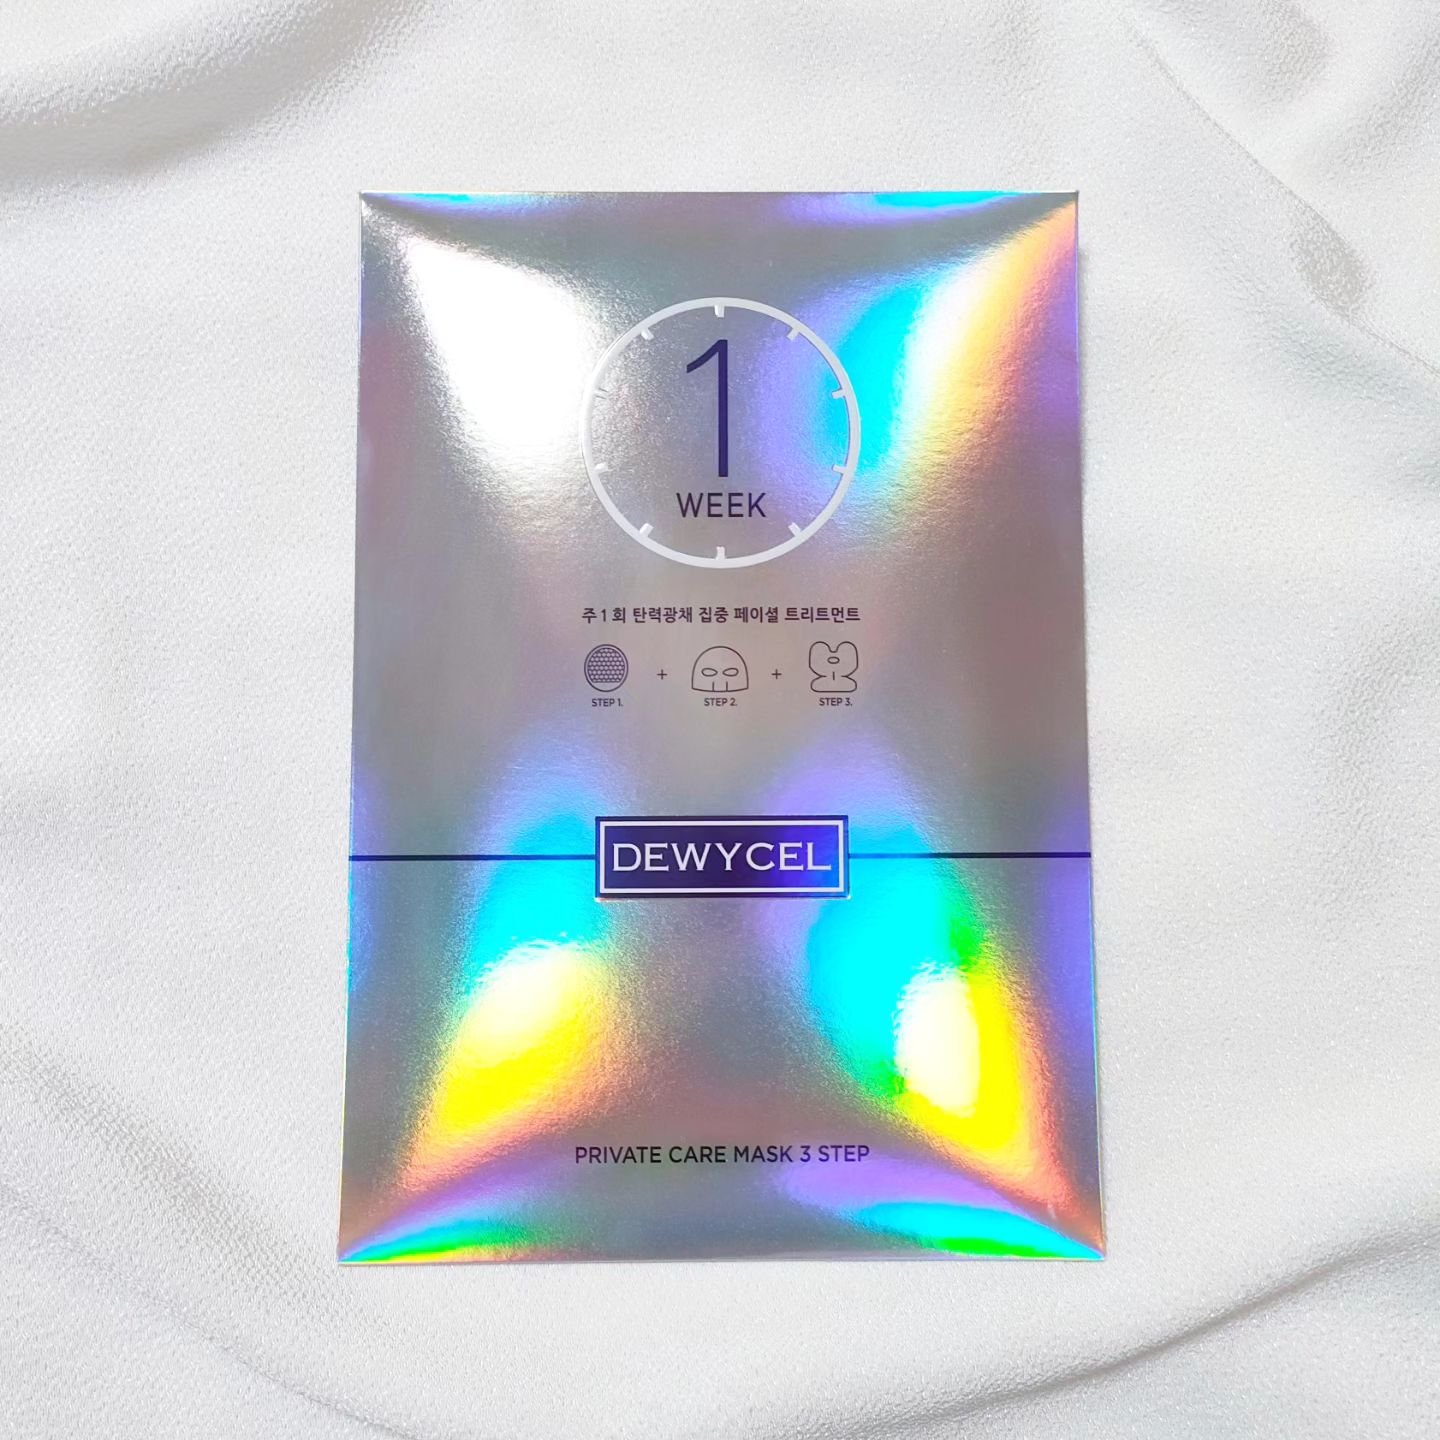 1
WEEK
주 1 회 탄력광채 집중 페이셜 트리트먼트
+ +
STEP 1. STEP 2. STEP 3.
DEWYCEL
PRIVATE CARE MASK 3 STEP